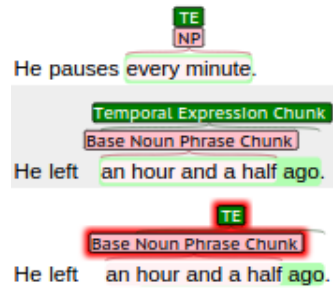 TE
NP
He pauses every minute.
Temporal Expression Chunk
Base Noun Phrase Chunk
He left an hour and a half ago.
TE
Base Noun Phrase Chunk
He left an hour and a half ago.